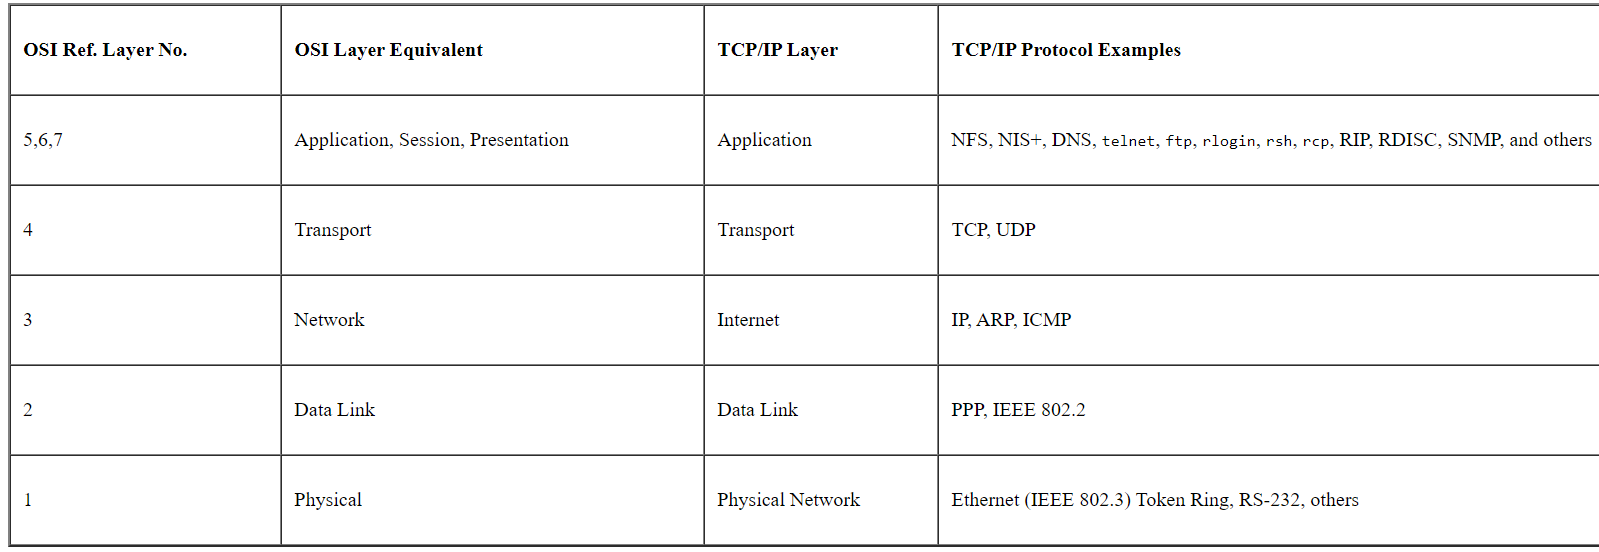 OSI Ref. Layer No. OSI Layer Equivalent TCP/IP Layer TCP/IP Protocol Examples
5,6,7 Application, Session, Presentation Application NFS, NIS+, DNS, telnet, ftp, rlogin, rsh, rcp, RIP, RDISC, SNMP, and others
4 Transport Transport TCP, UDP
3 Network Internet IP, ARP, ICMP
2 Data Link Data Link PPP, IEEE 802.2
1 Physical Physical Network Ethernet (IEEE 802.3) Token Ring, RS-232, others